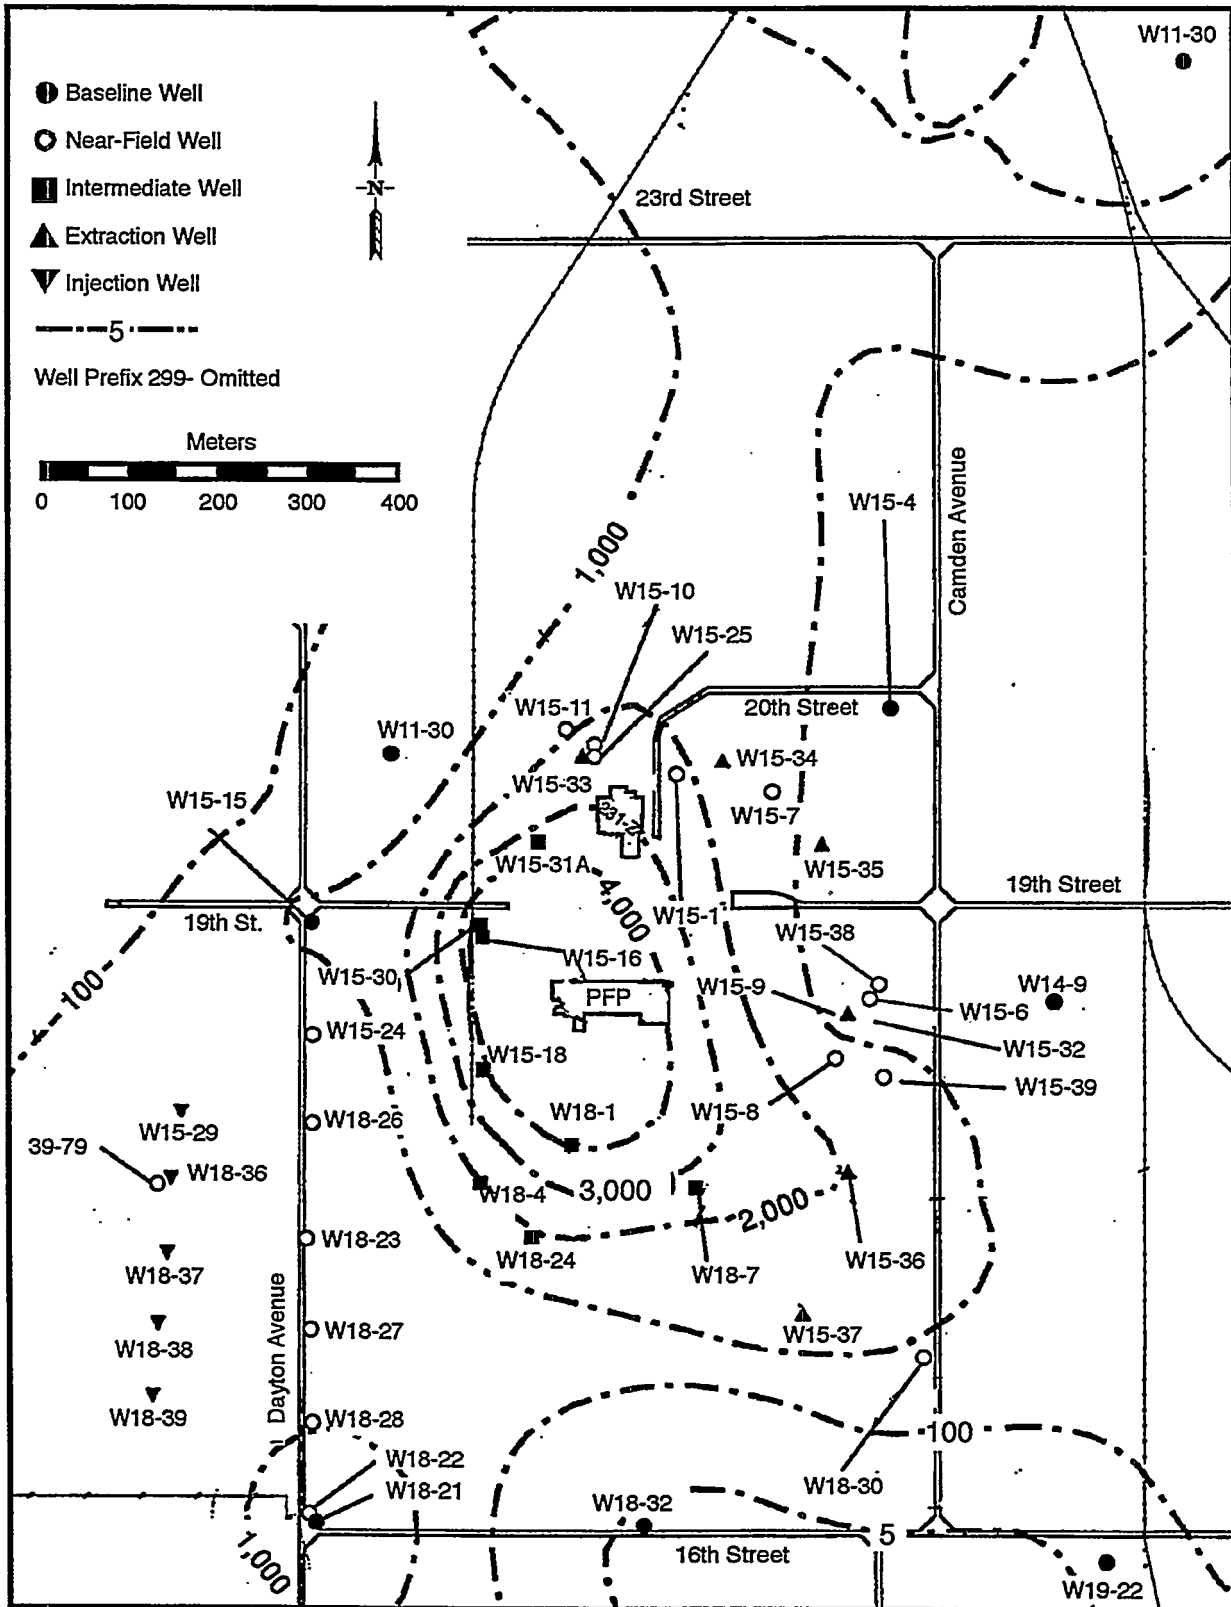 W11-30
Baseline Well
Near-Field Well
Intermediate Well
Extraction Well
Injection Well
5
Well Prefix 299- Omitted
N
Meters
0 100 200 300 400
23rd Street
Camden Avenue
W15-4
1,000
W15-10
W15-25
W15-11
20th Street
W11-30
W15-33
W15-34
W15-15
W15-7
231-Z
W15-31A
W15-35
4,000
19th Street
19th St.
W15-1
W15-38
W15-16
W15-30
100
PFP
W15-9
W14-9
W15-6
W15-24
W15-32
W15-18
W15-39
W15-8
W18-1
W18-26
W15-29
39-79
W18-36
W18-4
3,000
2,000
W18-23
W18-24
W18-7
W15-36
W18-37
Dayton Avenue
W18-27
W15-37
W18-38
W18-39
W18-28
100
W18-22
W18-21
W18-30
W18-32
5
16th Street
1,000
W19-22